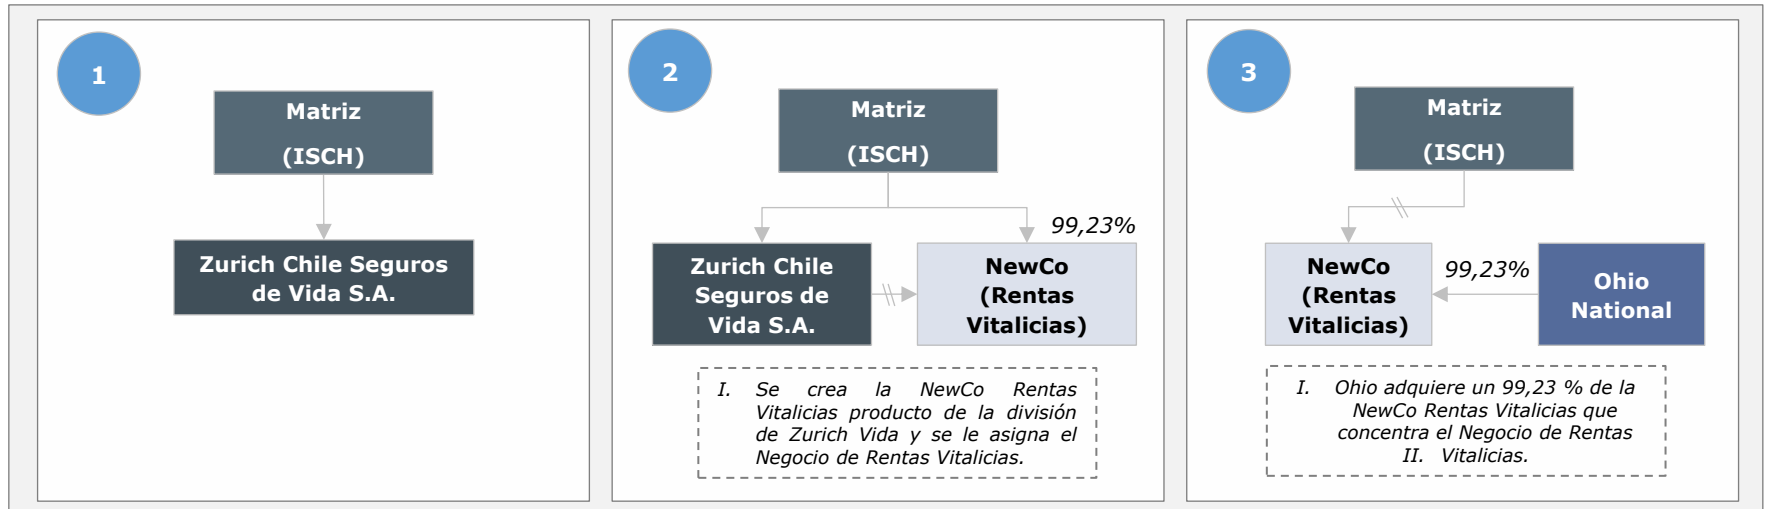 1
Matriz
(ISCH)
Zurich Chile Seguros
de Vida S.A.
2
Matriz
(ISCH)
99,23%
Zurich Chile
Seguros de
Vida S.A.
NewCo
(Rentas
Vitalicias)
I. Se crea la NewCo Rentas
Vitalicias producto de la división
de Zurich Vida y se le asigna el
Negocio de Rentas Vitalicias.
3
Matriz
(ISCH)
NewCo
(Rentas
Vitalicias)
99,23%
Ohio
National
I. Ohio adquiere un 99,23 % de la
NewCo Rentas Vitalicias que
concentra el Negocio de Rentas
II. Vitalicias.